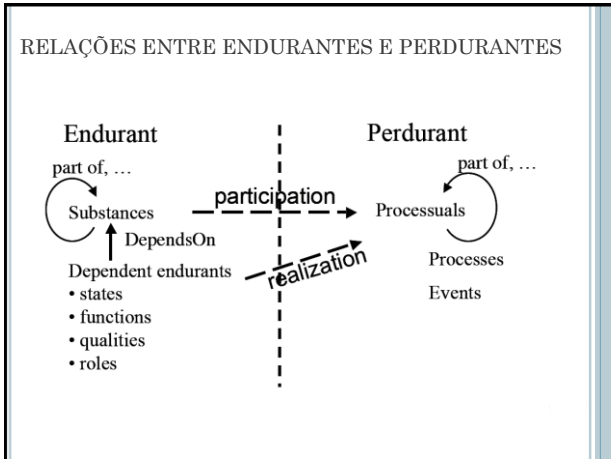 RELAÇÕES ENTRE ENDURANTES E PERDURANTES
Endurant
part of, …
Substances
DependsOn
Dependent endurants
• states
• functions
• qualities
• roles
participation
realization
Perdurant
part of, …
Processuals
Processes
Events